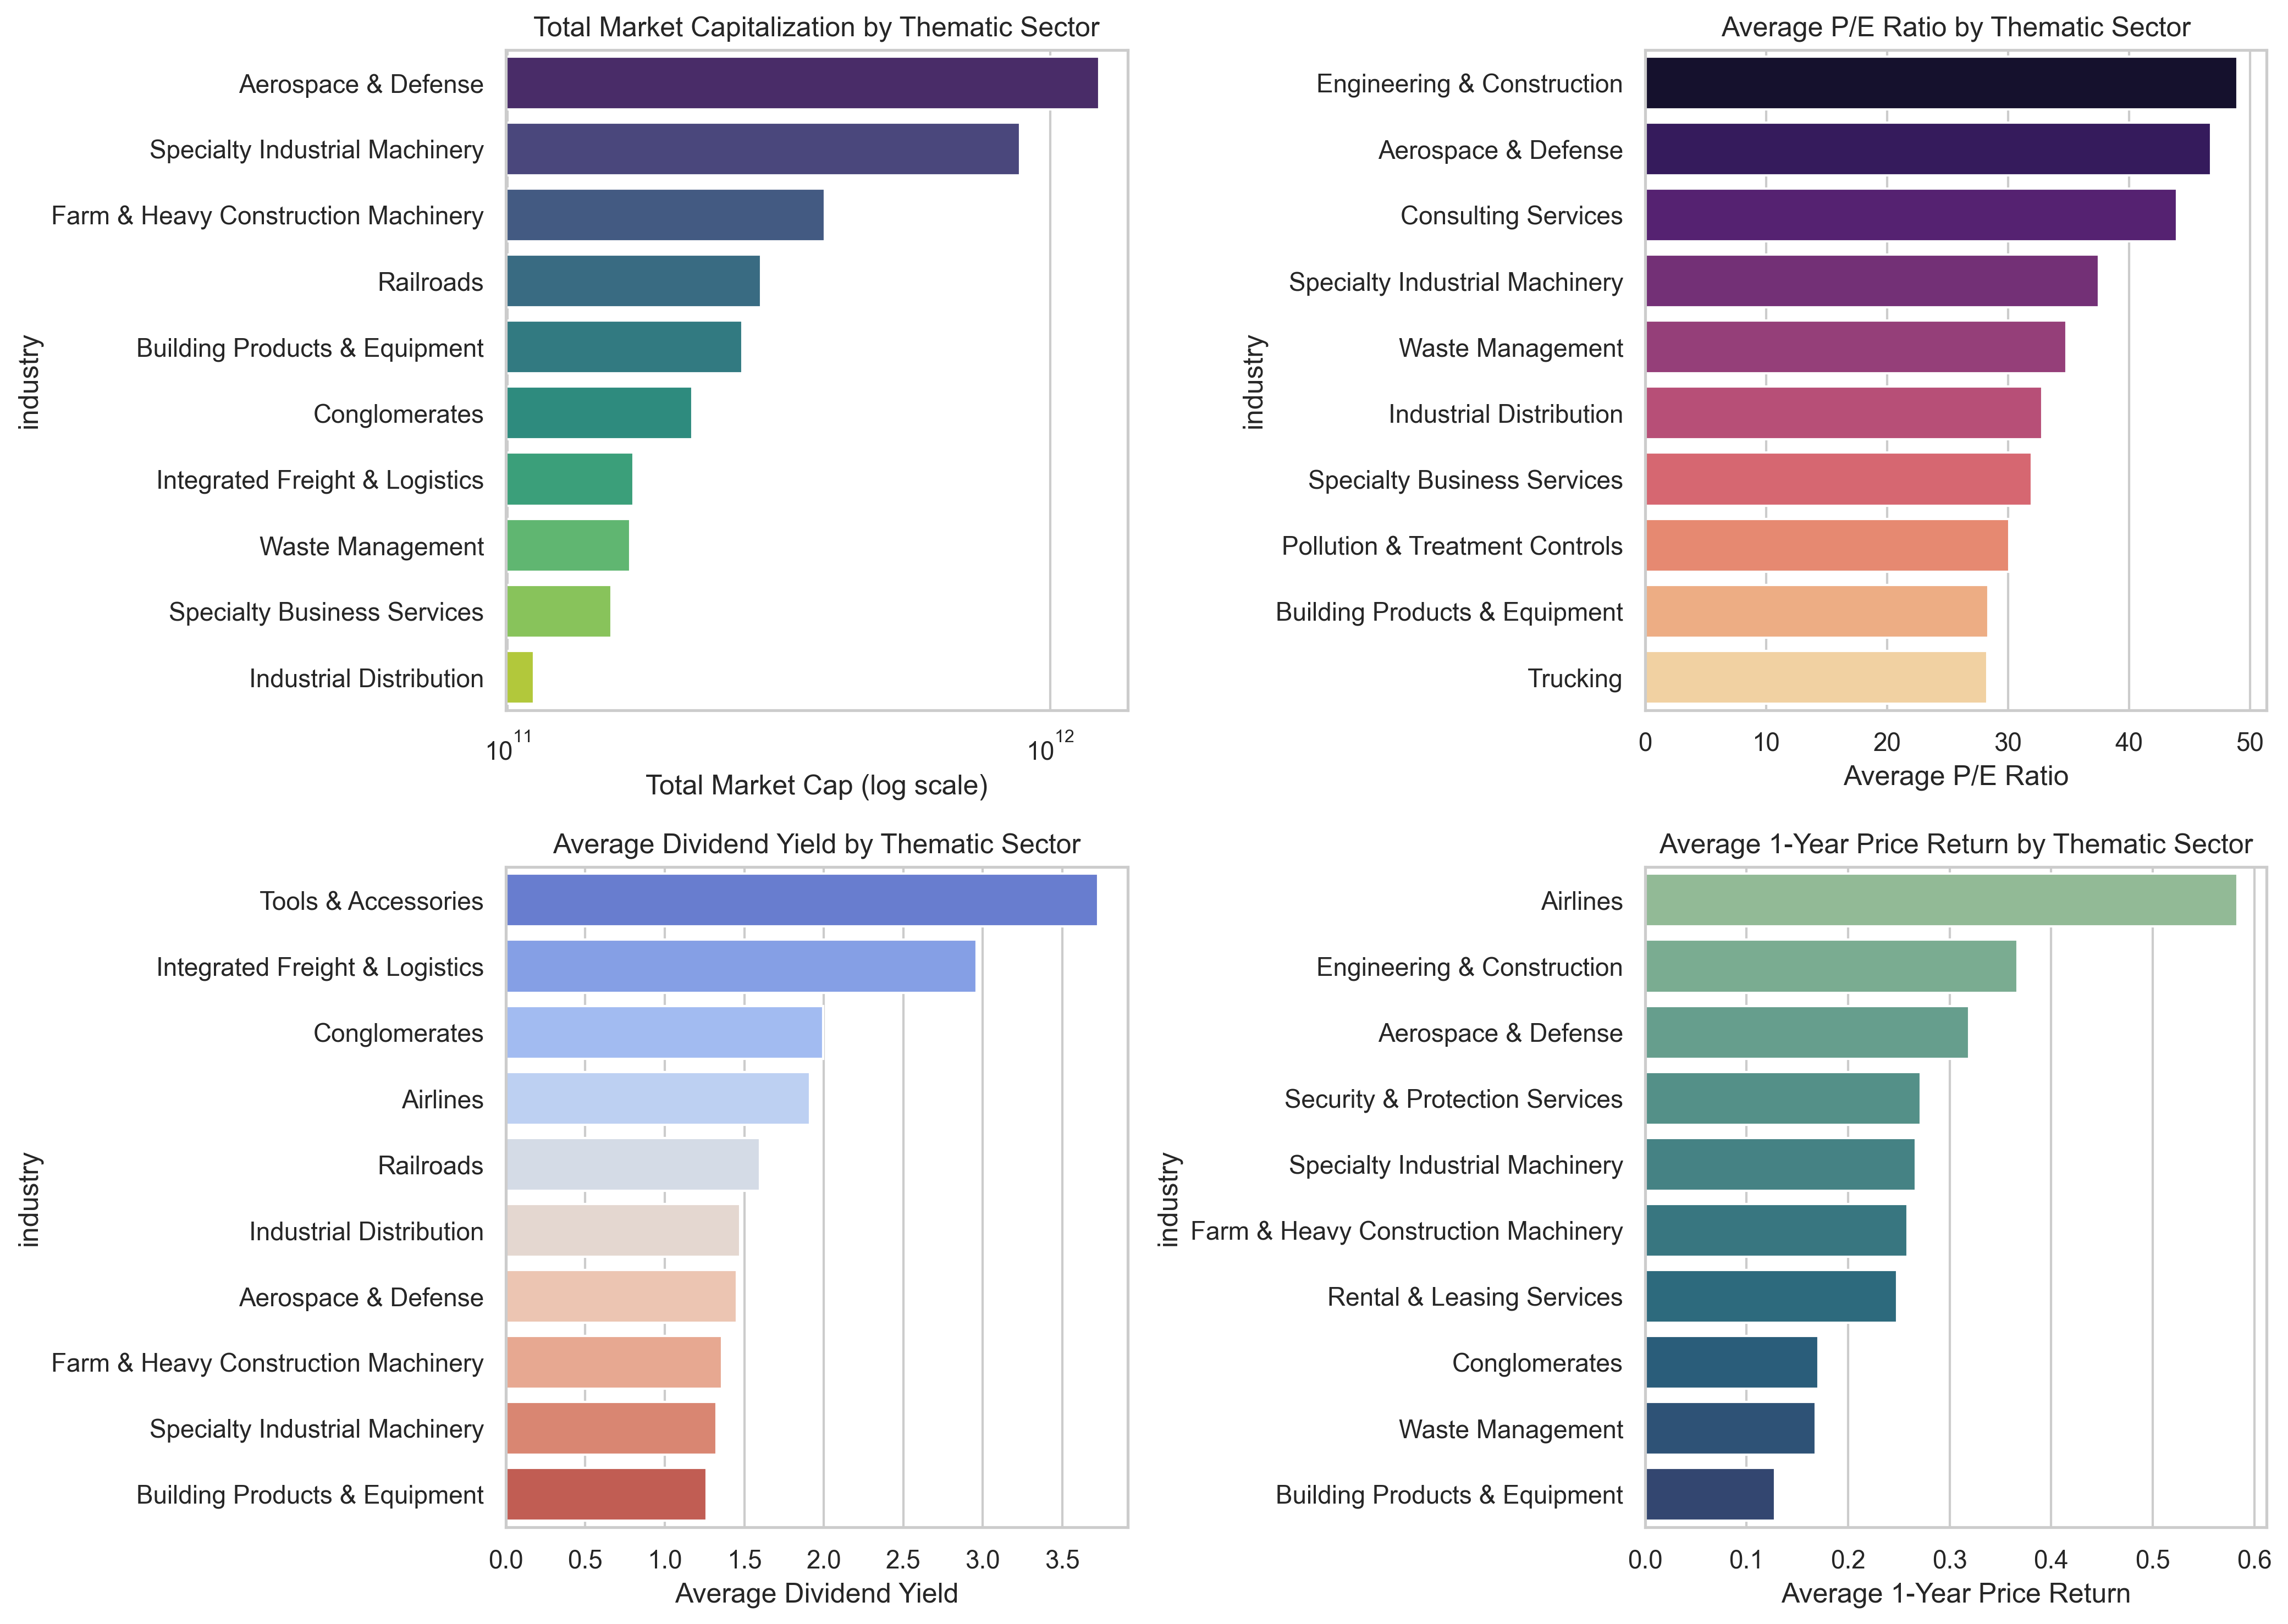 Total Market Capitalization by Thematic Sector
Aerospace & Defense
Specialty Industrial Machinery
Farm & Heavy Construction Machinery
Railroads
Building Products & Equipment
Conglomerates
Integrated Freight & Logistics
Waste Management
Specialty Business Services
Industrial Distribution
industry
10^11 10^12
Total Market Cap (log scale)
Average P/E Ratio by Thematic Sector
Engineering & Construction
Aerospace & Defense
Consulting Services
Specialty Industrial Machinery
Waste Management
Industrial Distribution
Specialty Business Services
Pollution & Treatment Controls
Building Products & Equipment
Trucking
industry
0 10 20 30 40 50
Average P/E Ratio
Average Dividend Yield by Thematic Sector
Tools & Accessories
Integrated Freight & Logistics
Conglomerates
Airlines
Railroads
Industrial Distribution
Aerospace & Defense
Farm & Heavy Construction Machinery
Specialty Industrial Machinery
Building Products & Equipment
industry
0.0 0.5 1.0 1.5 2.0 2.5 3.0 3.5
Average Dividend Yield
Average 1-Year Price Return by Thematic Sector
Airlines
Engineering & Construction
Aerospace & Defense
Security & Protection Services
Specialty Industrial Machinery
Farm & Heavy Construction Machinery
Rental & Leasing Services
Conglomerates
Waste Management
Building Products & Equipment
industry
0.0 0.1 0.2 0.3 0.4 0.5 0.6
Average 1-Year Price Return